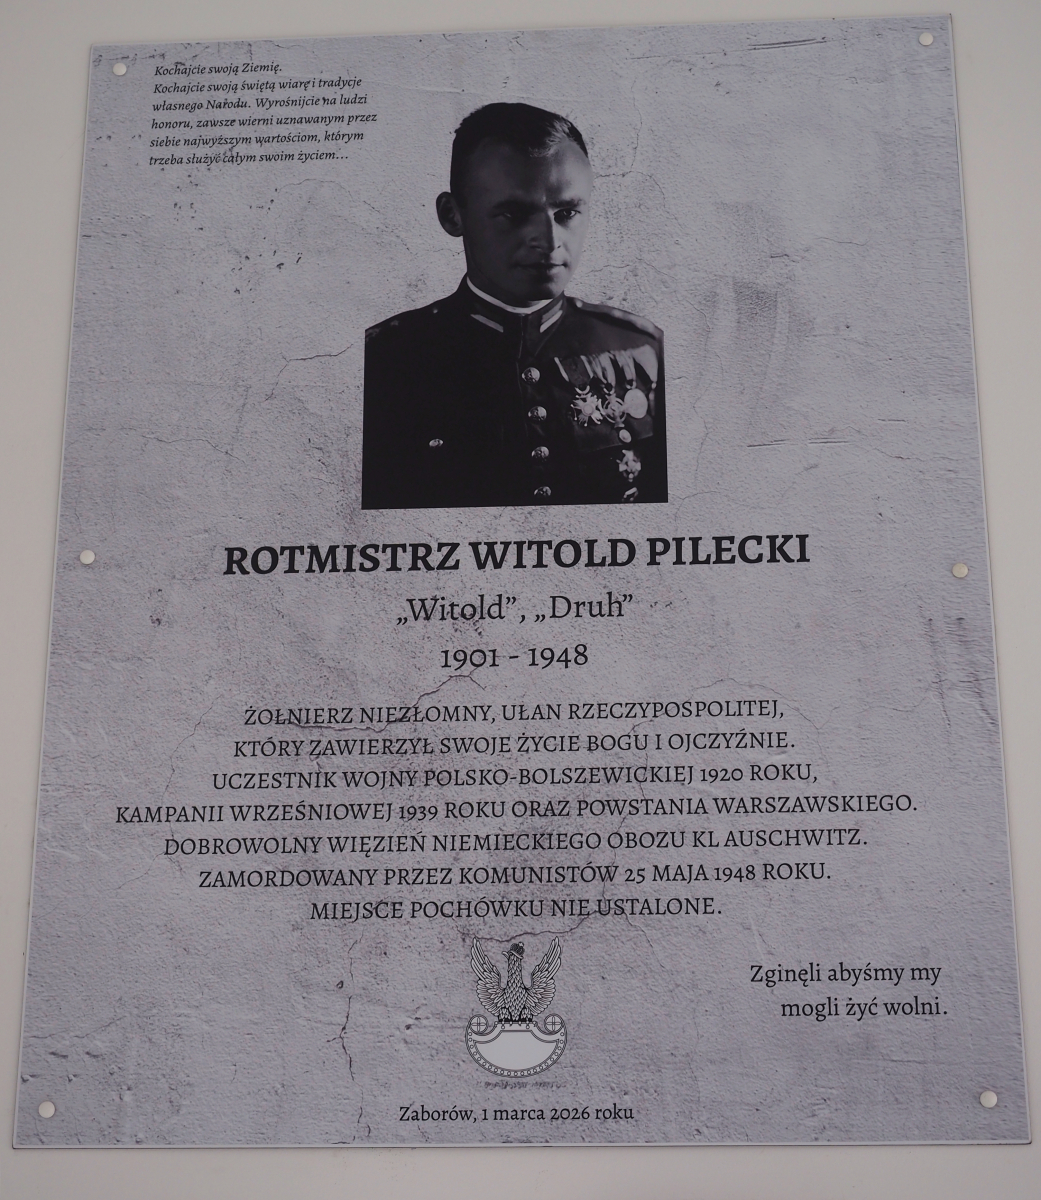 Kochajcie swoją Ziemię.
Kochajcie swoją świętą wiarę i tradycje
własnego Narodu. Wyrośnijcie na ludzi
honoru, zawsze wierni uznawanym przez
siebie najwyższym wartościom, którym
trzeba służyć całym swoim życiem...
ROTMISTRZ WITOLD PILECKI
„Witold”, „Druh”
1901 - 1948
ŻOŁNIERZ NIEZŁOMNY, UŁAN RZECZYPOSPOLITEJ,
KTÓRY ZAWIERZYŁ SWOJE ŻYCIE BOGU I OJCZYŹNIE.
UCZESTNIK WOJNY POLSKO-BOLSZEWICKIEJ 1920 ROKU,
KAMPANII WRZEŚNIOWEJ 1939 ROKU ORAZ POWSTANIA WARSZAWSKIEGO.
DOBROWOLNY WIĘZIEŃ NIEMIECKIEGO OBOZU KL AUSCHWITZ.
ZAMORDOWANY PRZEZ KOMUNISTÓW 25 MAJA 1948 ROKU.
MIEJSCE POCHÓWKU NIE USTALONE.
Zginęli abyśmy my
mogli żyć wolni.
Zaborów, 1 marca 2026 roku